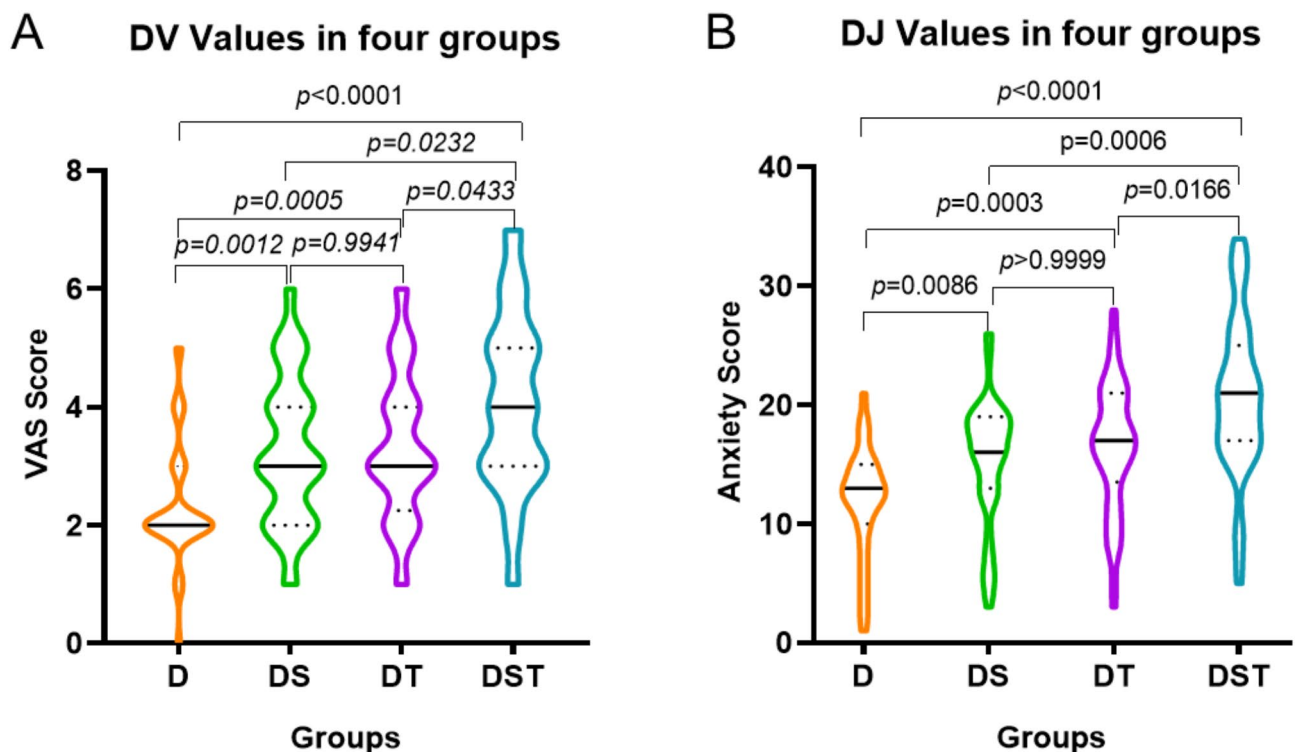 A
DV Values in four groups
p<0.0001
p=0.0232
p=0.0433
p=0.0005
p=0.0012
p=0.9941
8
6
4
2
0
VAS Score
D
DS
DT
DST
Groups
B
DJ Values in four groups
p<0.0001
p=0.0006
p=0.0166
p=0.0003
p>0.9999
p=0.0086
40
30
20
10
0
Anxiety Score
D
DS
DT
DST
Groups